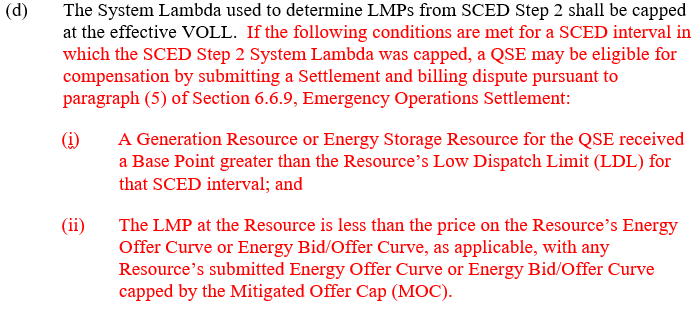 (d) The System Lambda used to determine LMPs from SCED Step 2 shall be capped
at the effective VOLL. If the following conditions are met for a SCED interval in
which the SCED Step 2 System Lambda was capped, a QSE may be eligible for
compensation by submitting a Settlement and billing dispute pursuant to
paragraph (5) of Section 6.6.9, Emergency Operations Settlement:
(i) A Generation Resource or Energy Storage Resource for the QSE received
a Base Point greater than the Resource’s Low Dispatch Limit (LDL) for
that SCED interval; and
(ii) The LMP at the Resource is less than the price on the Resource’s Energy
Offer Curve or Energy Bid/Offer Curve, as applicable, with any
Resource’s submitted Energy Offer Curve or Energy Bid/Offer Curve
capped by the Mitigated Offer Cap (MOC).